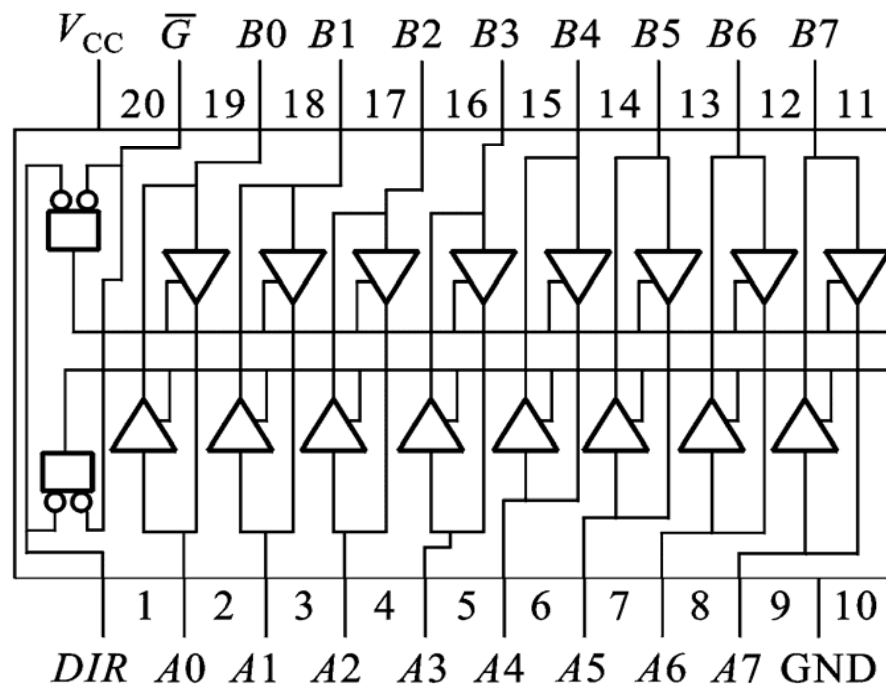 V_CC G̅ B0 B1 B2 B3 B4 B5 B6 B7
20 19 18 17 16 15 14 13 12 11
1 2 3 4 5 6 7 8 9 10
DIR A0 A1 A2 A3 A4 A5 A6 A7 GND